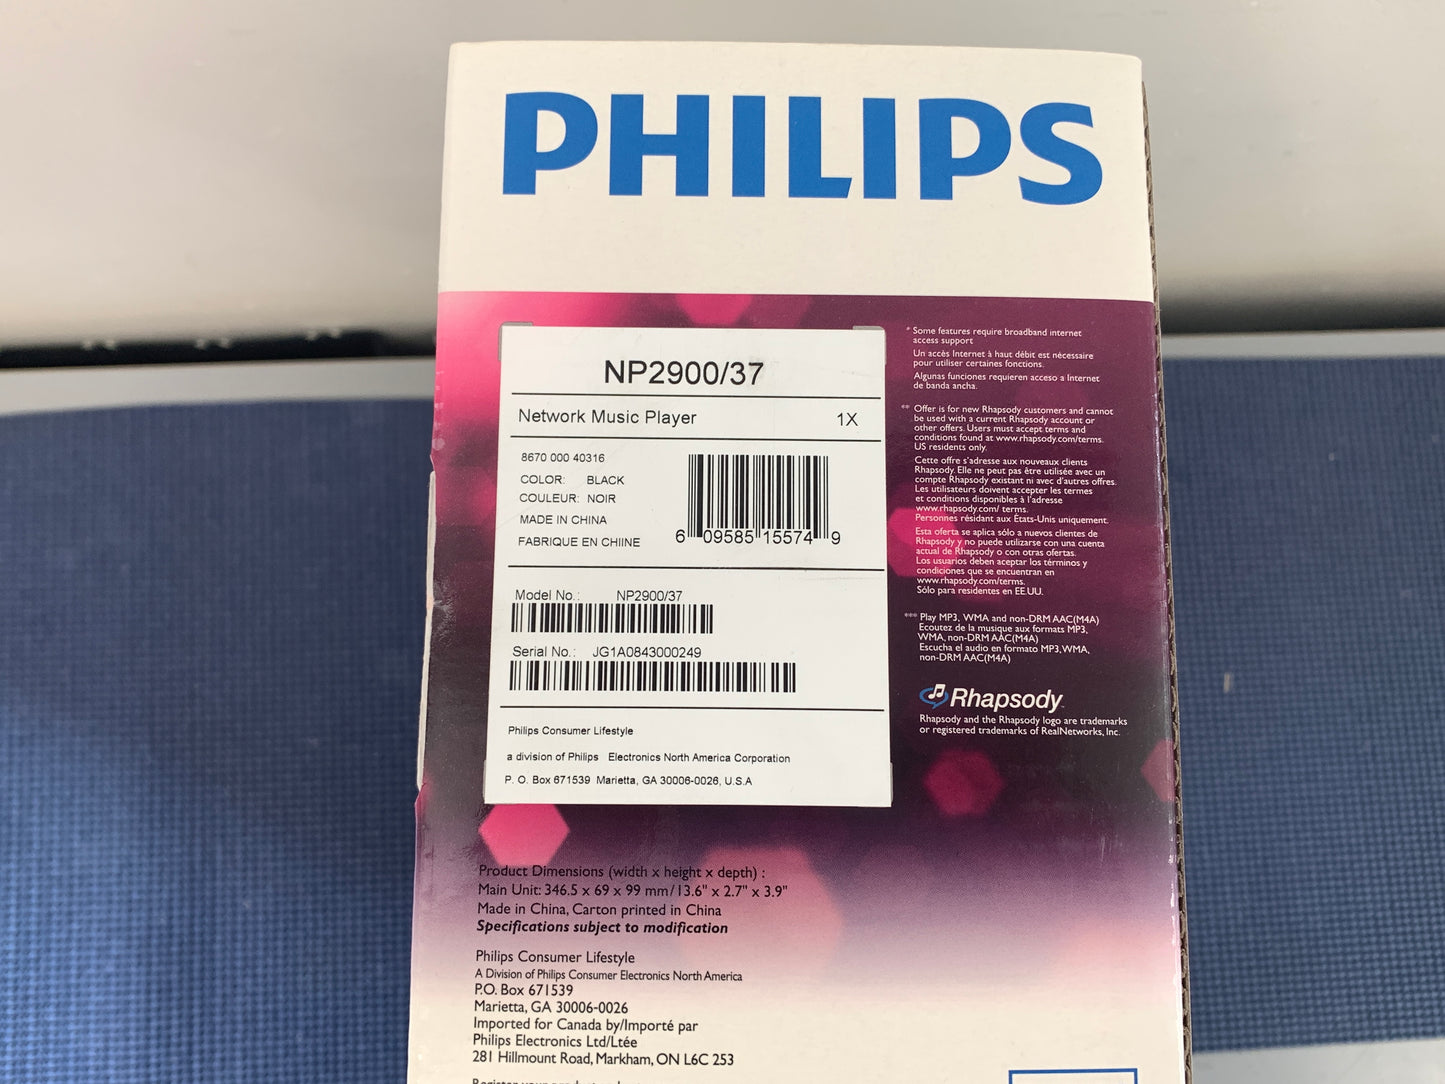 PHILIPS
NP2900/37
Network Music Player 1X
8670 000 40316
COLOR: BLACK
COULEUR: NOIR
MADE IN CHINA
FABRIQUE EN CHIINE
6 09585 15574 9
Model No.: NP2900/37
Serial No.: JG1A0843000249
Philips Consumer Lifestyle
a division of Philips Electronics North America Corporation
P. O. Box 671539 Marietta, GA 30006-0026, U.S.A
* Some features require broadband internet
access support
Un accès Internet à haut débit est nécessaire
pour utiliser certaines fonctions.
Algunas funciones requieren acceso a Internet
de banda ancha.
** Offer is for new Rhapsody customers and cannot
be used with a current Rhapsody account or
other offers. Users must accept terms and
conditions found at www.rhapsody.com/terms.
US residents only.
Cette offre s'adresse aux nouveaux clients
Rhapsody. Elle ne peut pas être utilisée avec un
compte Rhapsody existant ni avec d'autres offres.
Les utilisateurs doivent accepter les termes
et conditions disponibles à l'adresse
www.rhapsody.com/ terms.
Personnes résidant aux États-Unis uniquement.
Esta oferta se aplica sólo a nuevos clientes de
Rhapsody y no puede utilizarse con una cuenta
actual de Rhapsody o con otras ofertas.
Los usuarios deben aceptar los términos y
condiciones que se encuentran en
www.rhapsody.com/terms.
Sólo para residentes en EE.UU.
*** Play MP3, WMA and non-DRM AAC(M4A)
Ecoutez de la musique aux formats MP3,
WMA, non-DRM AAC(M4A)
Escucha el audio en formato MP3, WMA,
non-DRM AAC(M4A)
Rhapsody
Rhapsody and the Rhapsody logo are trademarks
or registered trademarks of RealNetworks, Inc.
Product Dimensions (width x height x depth) :
Main Unit: 346.5 x 69 x 99 mm/13.6" x 2.7" x 3.9"
Made in China, Carton printed in China
Specifications subject to modification
Philips Consumer Lifestyle
A Division of Philips Consumer Electronics North America
P.O. Box 671539
Marietta, GA 30006-0026
Imported for Canada by/Importé par
Philips Electronics Ltd/Ltée
281 Hillmount Road, Markham, ON L6C 2S3